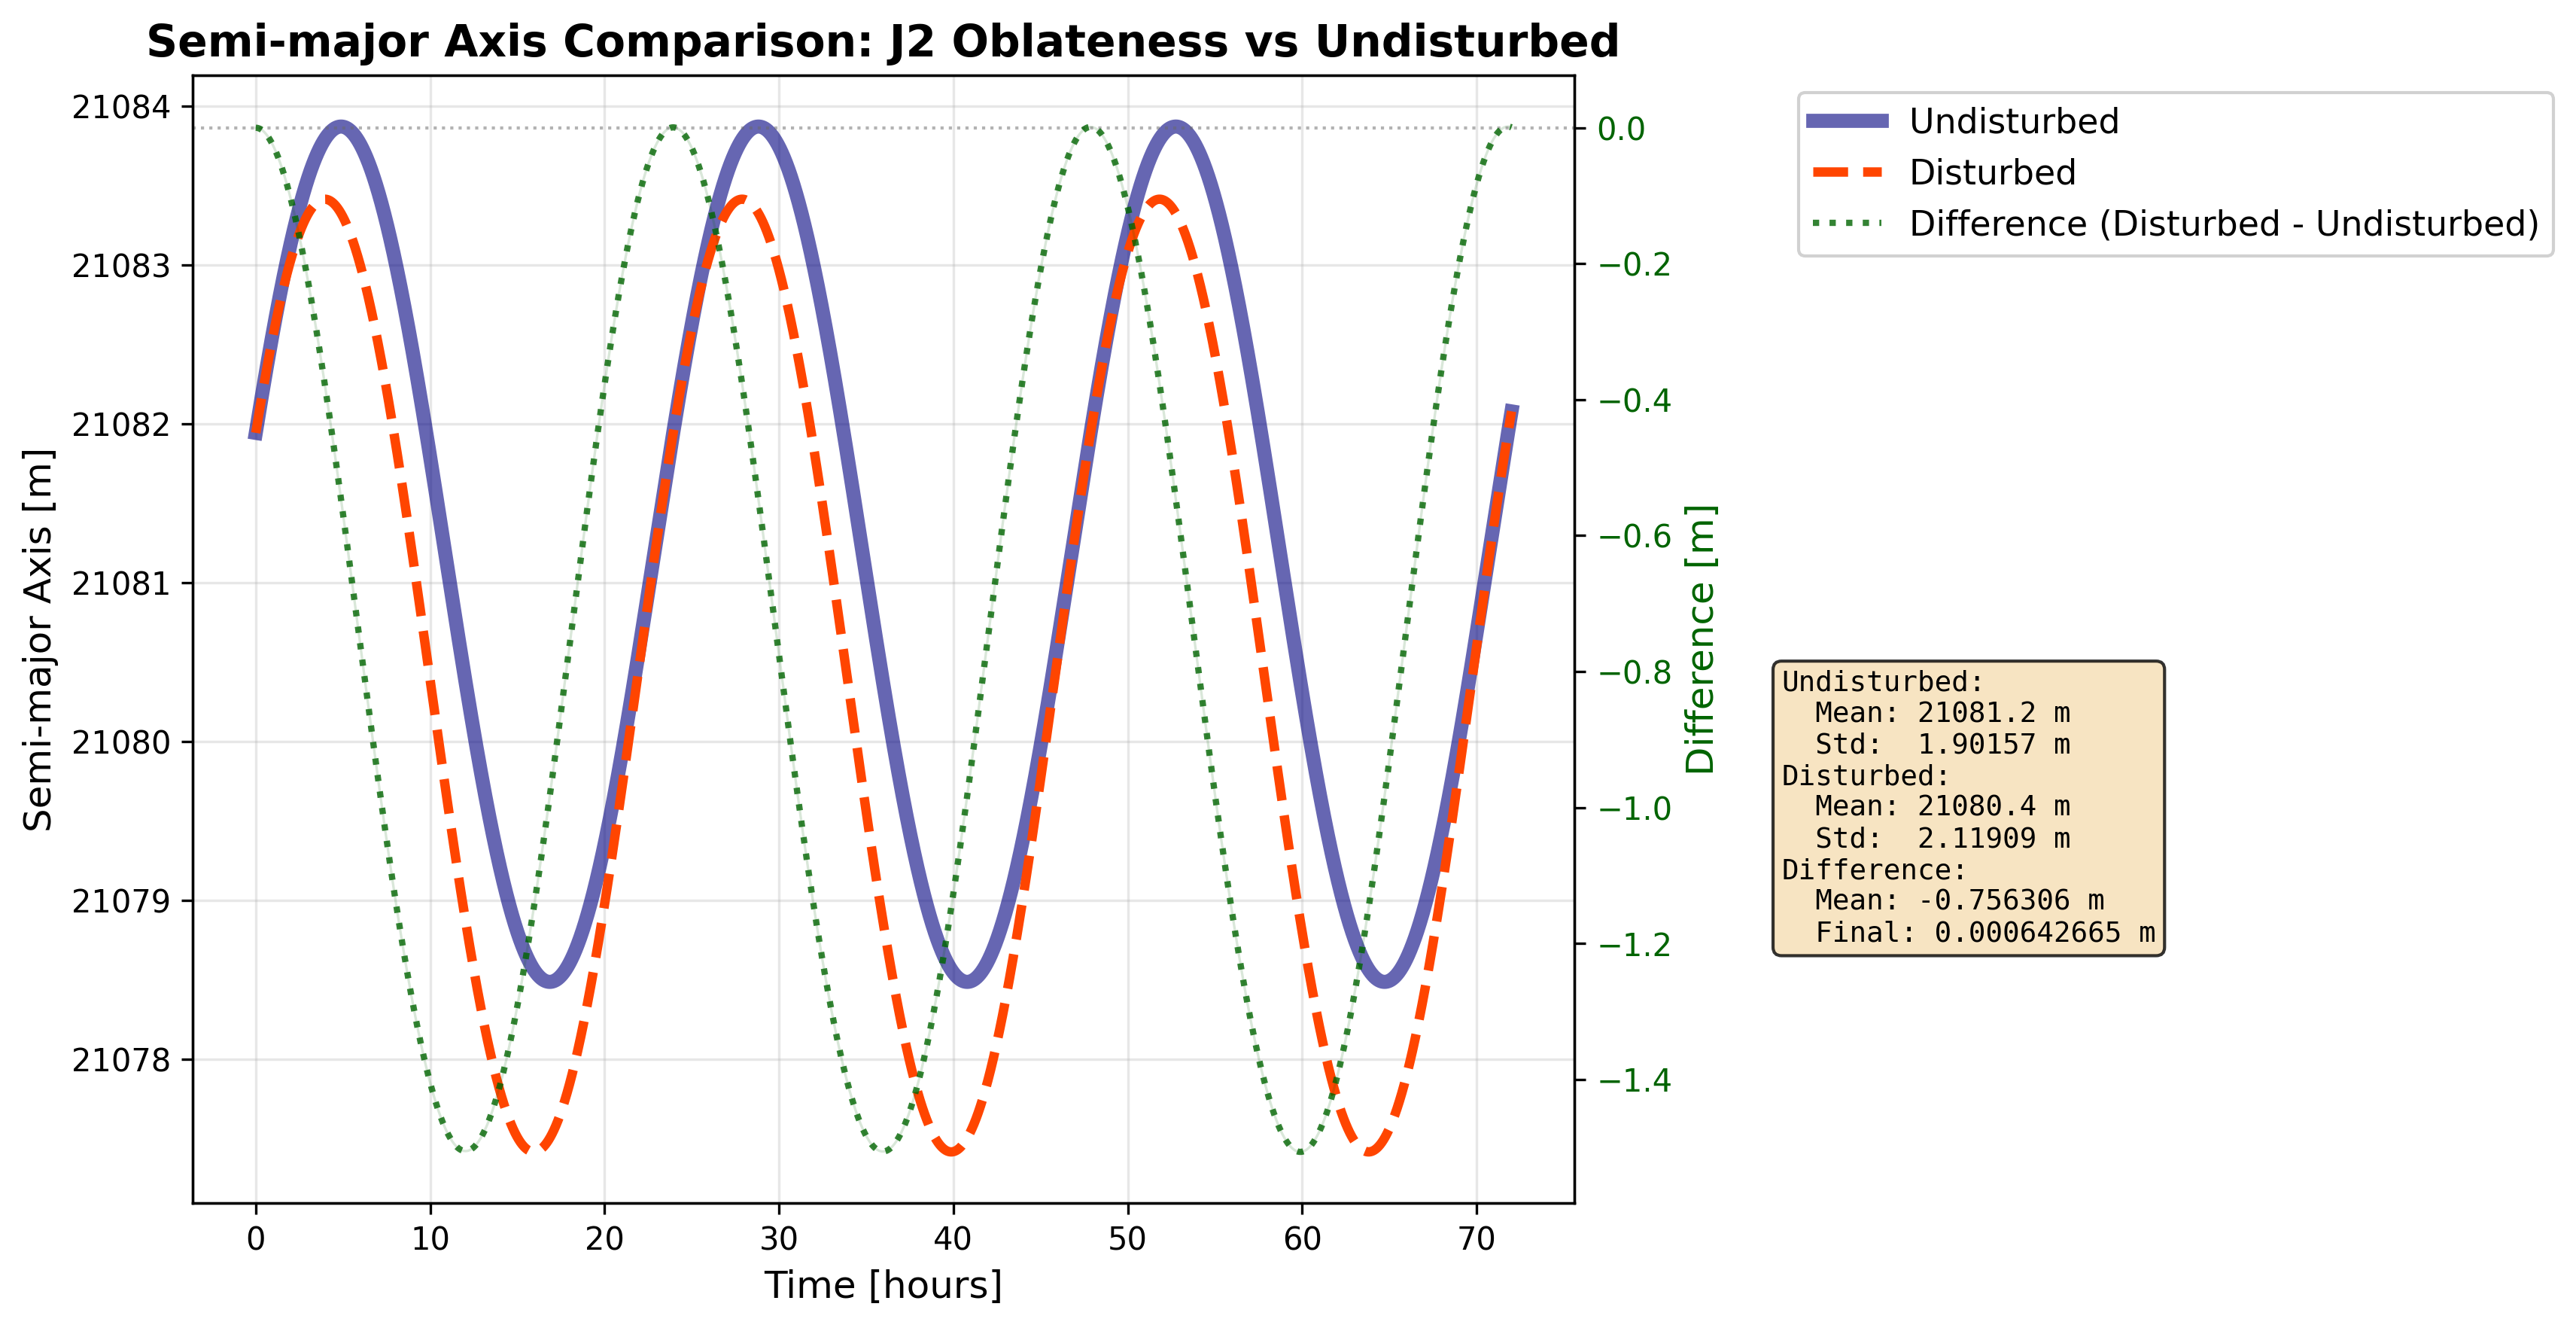 Semi-major Axis Comparison: J2 Oblateness vs Undisturbed
Semi-major Axis [m]
21084
21083
21082
21081
21080
21079
21078
0 10 20 30 40 50 60 70
Time [hours]
0.0
−0.2
−0.4
−0.6
−0.8
−1.0
−1.2
−1.4
Difference [m]
Undisturbed
Disturbed
Difference (Disturbed - Undisturbed)
Undisturbed:
Mean: 21081.2 m
Std: 1.90157 m
Disturbed:
Mean: 21080.4 m
Std: 2.11909 m
Difference:
Mean: -0.756306 m
Final: 0.000642665 m